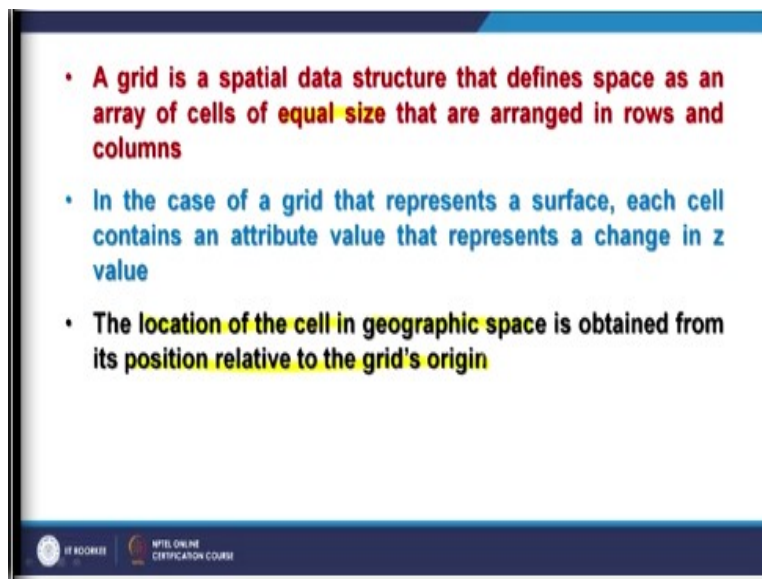 • A grid is a spatial data structure that defines space as an
array of cells of equal size that are arranged in rows and
columns
• In the case of a grid that represents a surface, each cell
contains an attribute value that represents a change in z
value
• The location of the cell in geographic space is obtained from
its position relative to the grid's origin
IIT ROORKEE
NPTEL ONLINE
CERTIFICATION COURSE